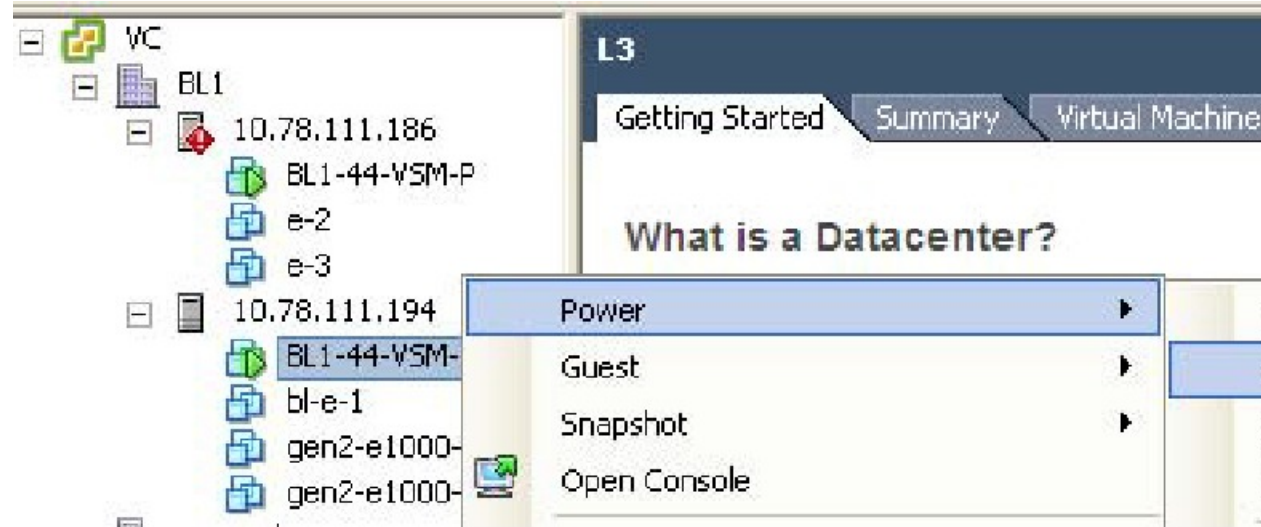 VC
BL1
10.78.111.186
BL1-44-VSM-P
e-2
e-3
10.78.111.194
BL1-44-VSM-
bl-e-1
gen2-e1000-
gen2-e1000-
L3
Getting Started Summary Virtual Machine
What is a Datacenter?
Power
Guest
Snapshot
Open Console